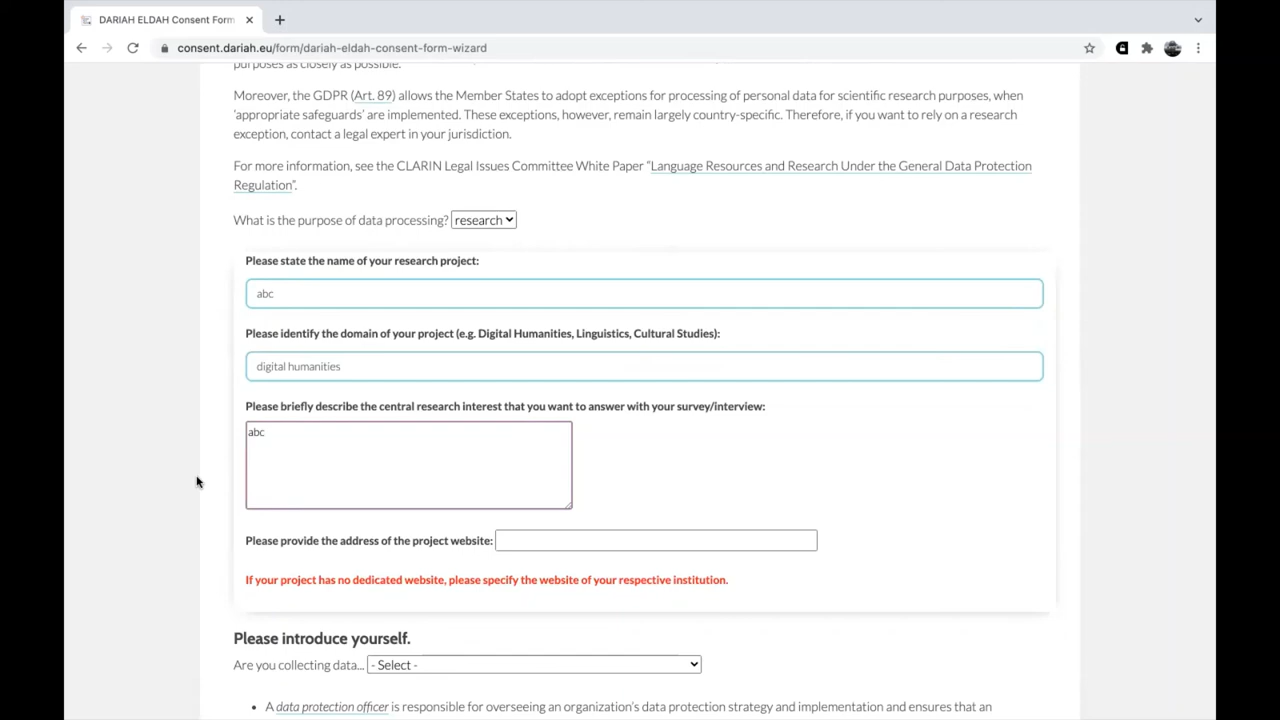 DARIAH ELDAH Consent Form
consent.dariah.eu/form/dariah-eldah-consent-form-wizard
purposes as closely as possible.
Moreover, the GDPR (Art. 89) allows the Member States to adopt exceptions for processing of personal data for scientific research purposes, when
'appropriate safeguards' are implemented. These exceptions, however, remain largely country-specific. Therefore, if you want to rely on a research
exception, contact a legal expert in your jurisdiction.
For more information, see the CLARIN Legal Issues Committee White Paper “Language Resources and Research Under the General Data Protection
Regulation”.
What is the purpose of data processing? research
Please state the name of your research project:
abc
Please identify the domain of your project (e.g. Digital Humanities, Linguistics, Cultural Studies):
digital humanities
Please briefly describe the central research interest that you want to answer with your survey/interview:
abc
Please provide the address of the project website:
If your project has no dedicated website, please specify the website of your respective institution.
Please introduce yourself.
Are you collecting data... - Select -
• A data protection officer is responsible for overseeing an organization's data protection strategy and implementation and ensures that an